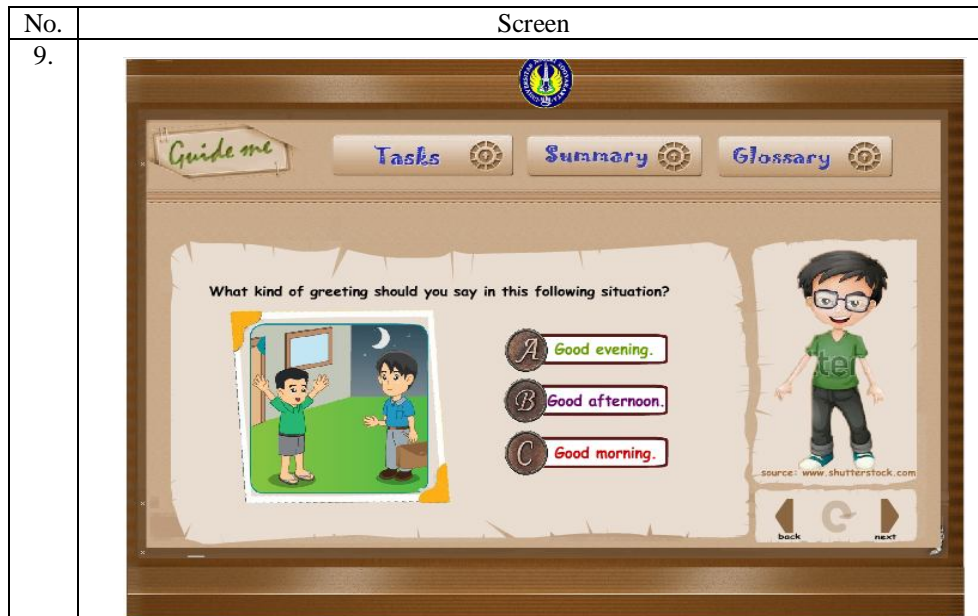 No. Screen
9.
Guide me Tasks Summary Glossary
What kind of greeting should you say in this following situation?
A Good evening.
B Good afternoon.
C Good morning.
source: www.shutterstock.com
back next